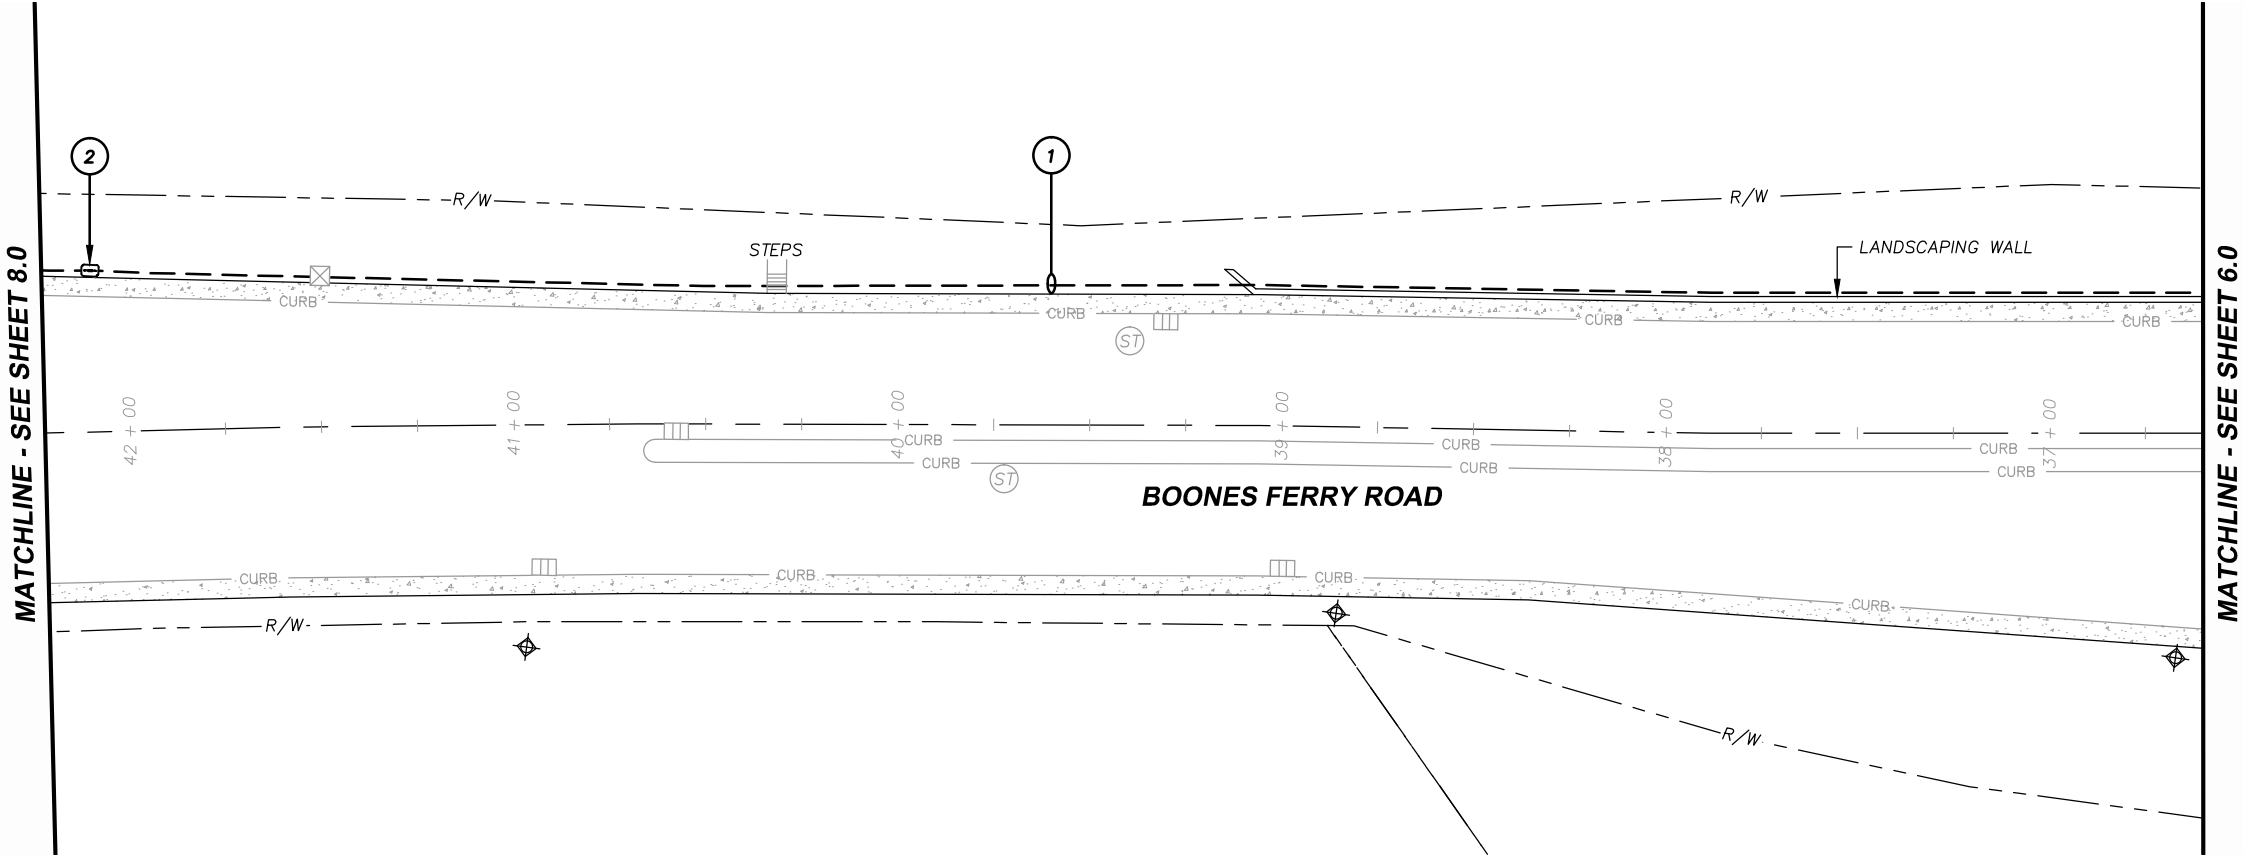 MATCHLINE - SEE SHEET 8.0
2
1
R/W
R/W
STEPS
LANDSCAPING WALL
CURB
CURB
CURB
CURB
ST
42 + 00
41 + 00
40 + 00
39 + 00
38 + 00
37 + 00
CURB
CURB
CURB
CURB
CURB
CURB
ST
BOONES FERRY ROAD
CURB
CURB
CURB
CURB
R/W
R/W
MATCHLINE - SEE SHEET 6.0